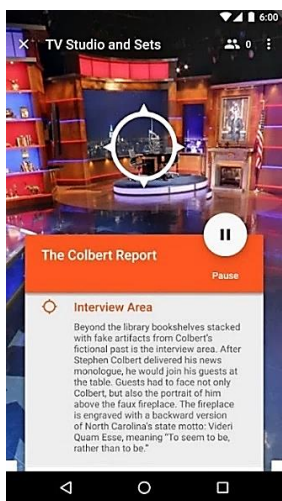 6:00
TV Studio and Sets 0
The Colbert Report
Pause
Interview Area
Beyond the library bookshelves stacked
with fake artifacts from Colbert's
fictional past is the interview area. After
Stephen Colbert delivered his news
monologue, he would join his guests at
the table. Guests had to face not only
Colbert, but also the portrait of him
above the faux fireplace. The fireplace
is engraved with a backward version
of North Carolina's state motto: Videri
Quam Esse, meaning "To seem to be,
rather than to be."